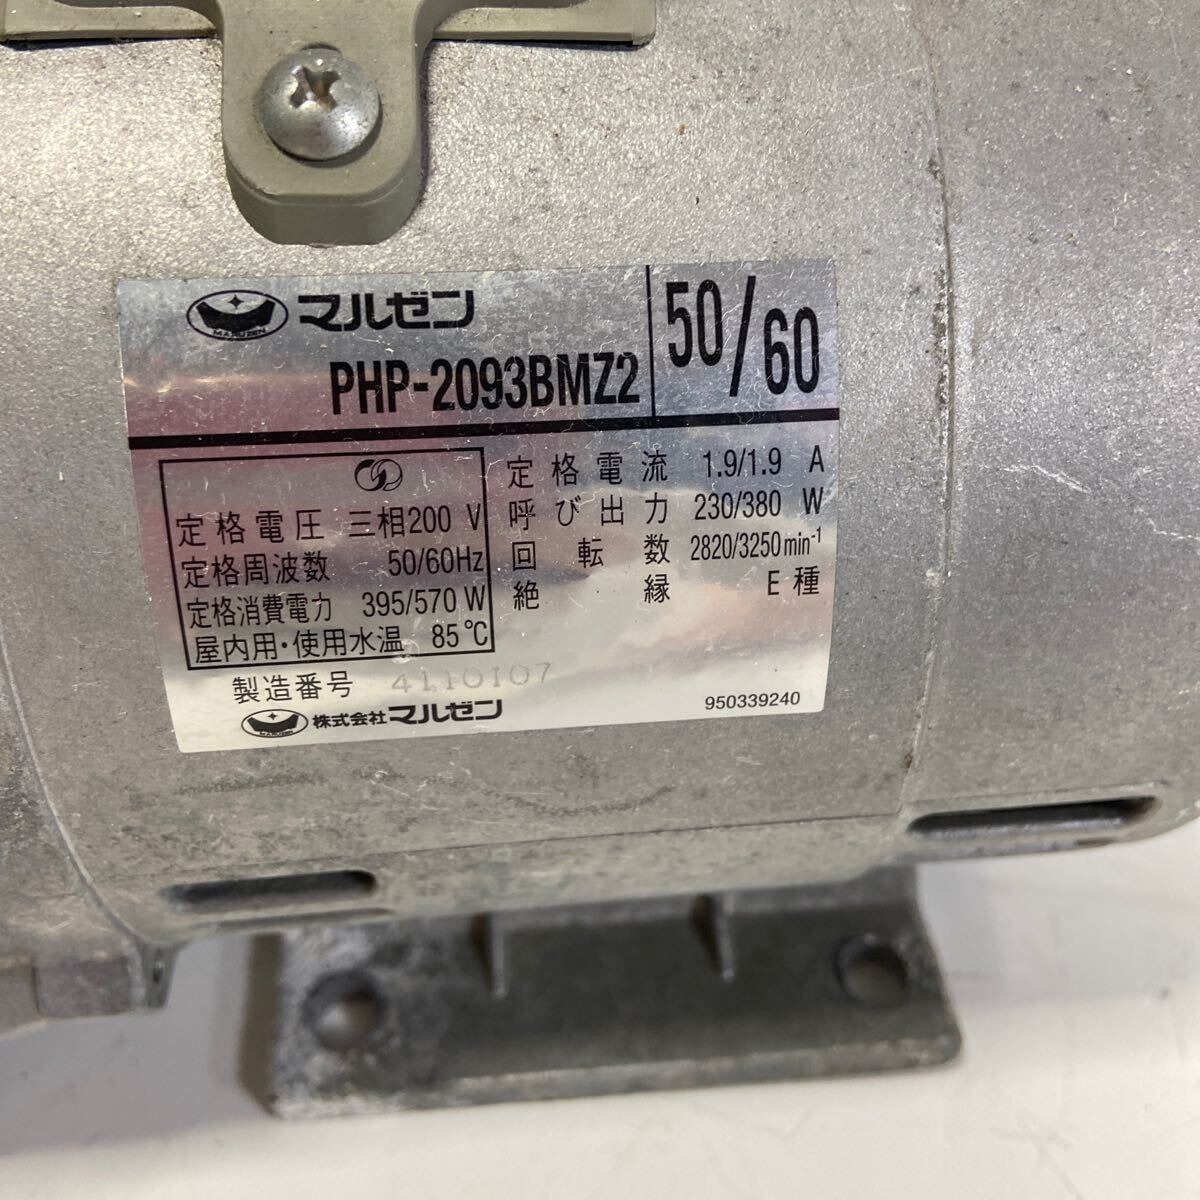 MARUZEN マルゼン
PHP-2093BMZ2
50/60
定格電圧 三相200 V
定格周波数 50/60Hz
定格消費電力 395/570 W
屋内用・使用水温 85℃
定格電流 1.9/1.9 A
呼び出力 230/380 W
回転数 2820/3250min⁻¹
絶縁 E種
製造番号 4110107
MARUZEN 株式会社マルゼン
950339240